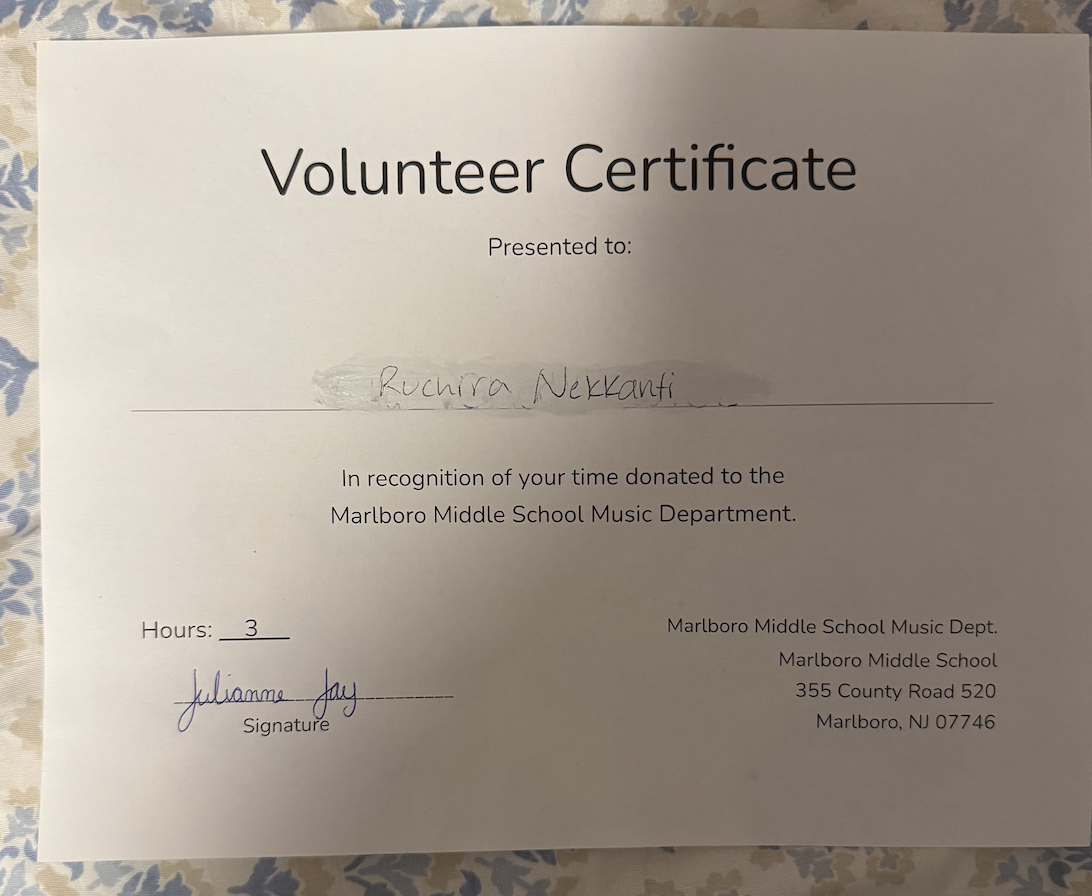 Volunteer Certificate
Presented to:
Ruchira Nekkanti
In recognition of your time donated to the
Marlboro Middle School Music Department.
Hours: 3
Julianne Jay
Signature
Marlboro Middle School Music Dept.
Marlboro Middle School
355 County Road 520
Marlboro, NJ 07746